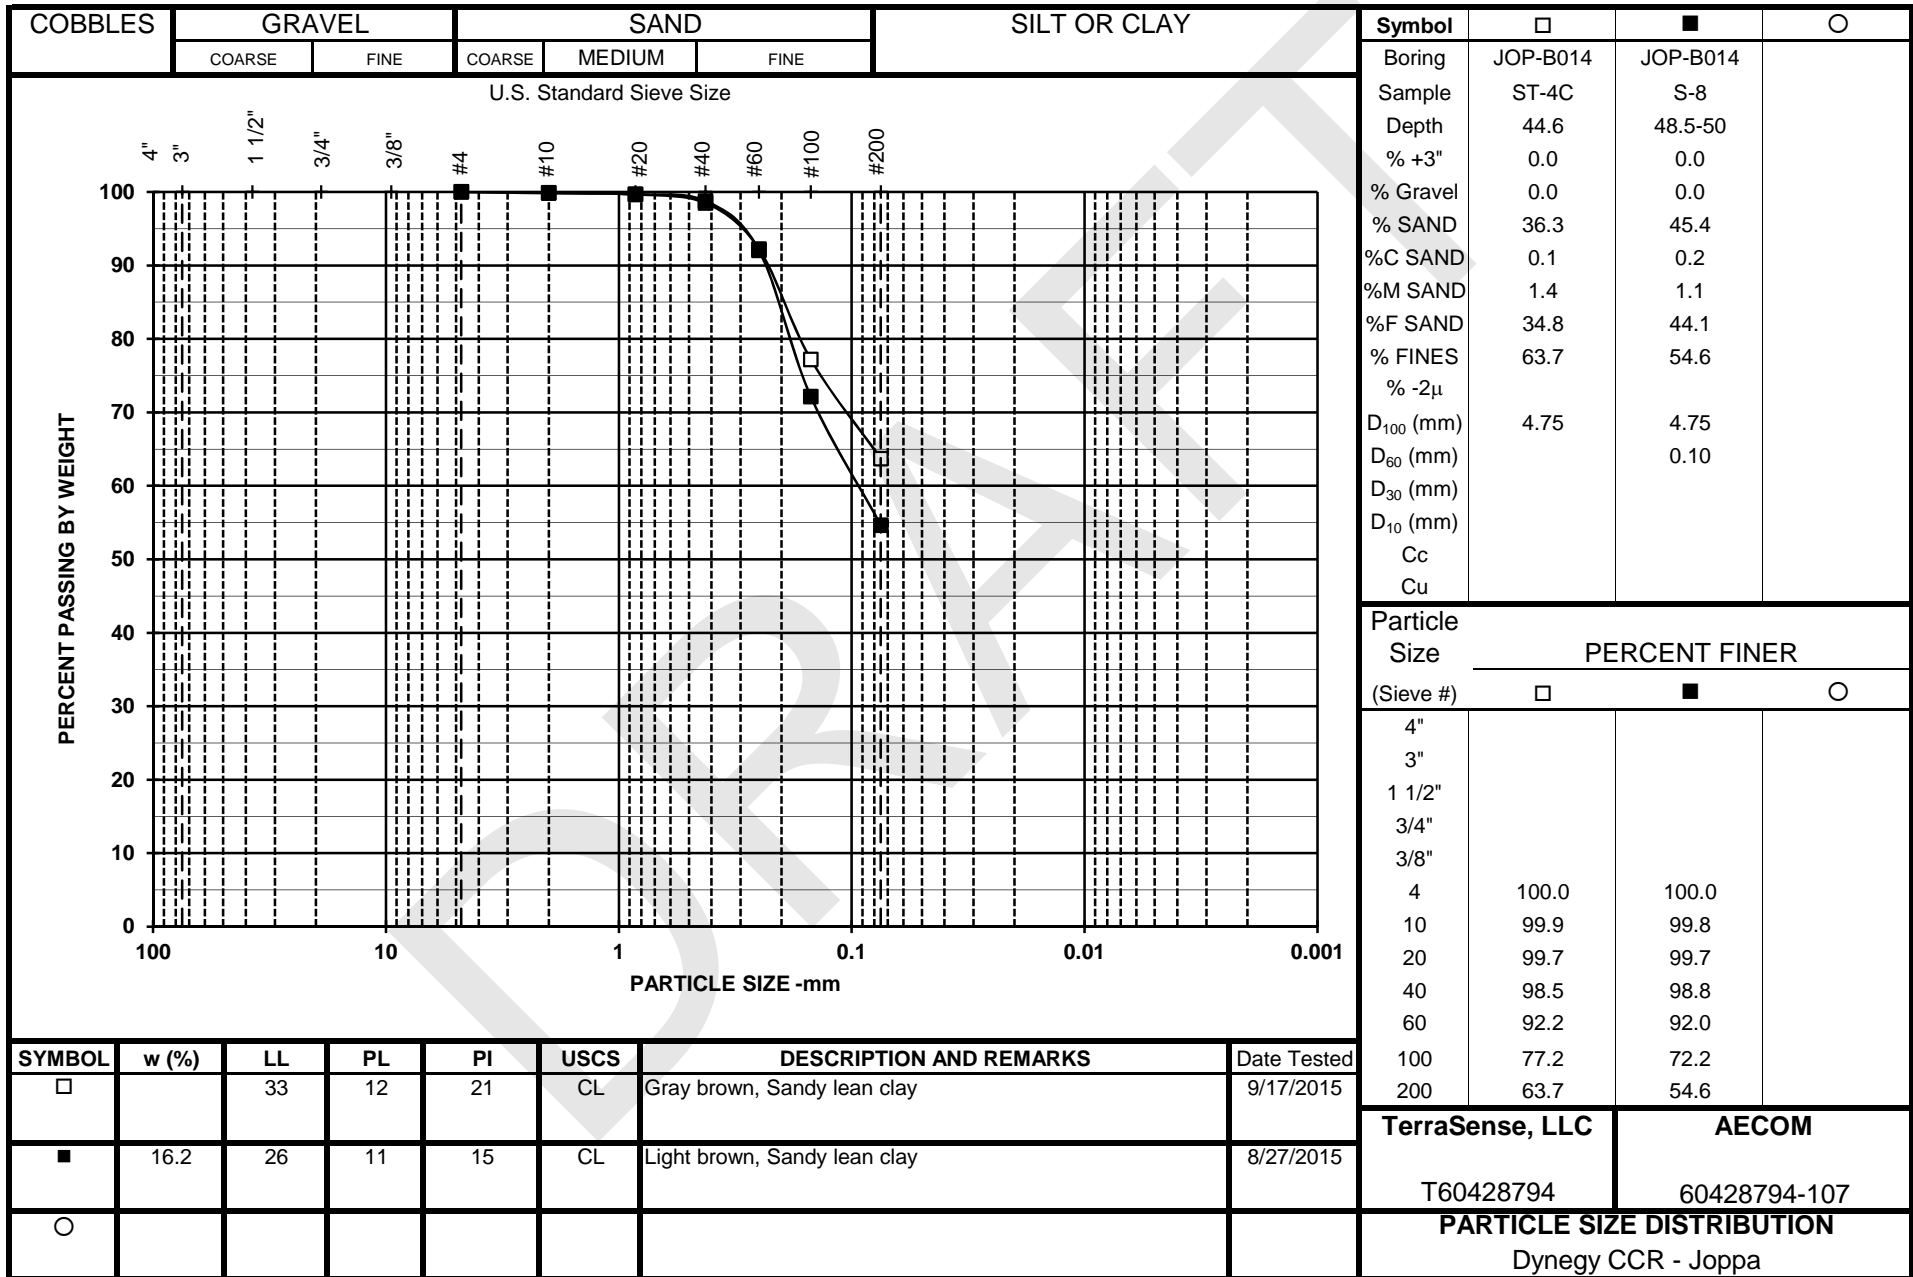 COBBLES GRAVEL SAND SILT OR CLAY
COARSE FINE COARSE MEDIUM FINE
U.S. Standard Sieve Size
4" 3" 1 1/2" 3/4" 3/8" #4 #10 #20 #40 #60 #100 #200
PERCENT PASSING BY WEIGHT
100
90
80
70
60
50
40
30
20
10
0
100 10 1 0.1 0.01 0.001
PARTICLE SIZE -mm
DRAFT
Symbol □ ■ ○
Boring JOP-B014 JOP-B014
Sample ST-4C S-8
Depth 44.6 48.5-50
% +3" 0.0 0.0
% Gravel 0.0 0.0
% SAND 36.3 45.4
%C SAND 0.1 0.2
%M SAND 1.4 1.1
%F SAND 34.8 44.1
% FINES 63.7 54.6
% -2μ
D100 (mm) 4.75 4.75
D60 (mm) 0.10
D30 (mm)
D10 (mm)
Cc
Cu
Particle
Size PERCENT FINER
(Sieve #) □ ■ ○
4"
3"
1 1/2"
3/4"
3/8"
4 100.0 100.0
10 99.9 99.8
20 99.7 99.7
40 98.5 98.8
60 92.2 92.0
100 77.2 72.2
200 63.7 54.6
SYMBOL w (%) LL PL PI USCS DESCRIPTION AND REMARKS Date Tested
□ 33 12 21 CL Gray brown, Sandy lean clay 9/17/2015
■ 16.2 26 11 15 CL Light brown, Sandy lean clay 8/27/2015
○
TerraSense, LLC AECOM
T60428794 60428794-107
PARTICLE SIZE DISTRIBUTION
Dynegy CCR - Joppa